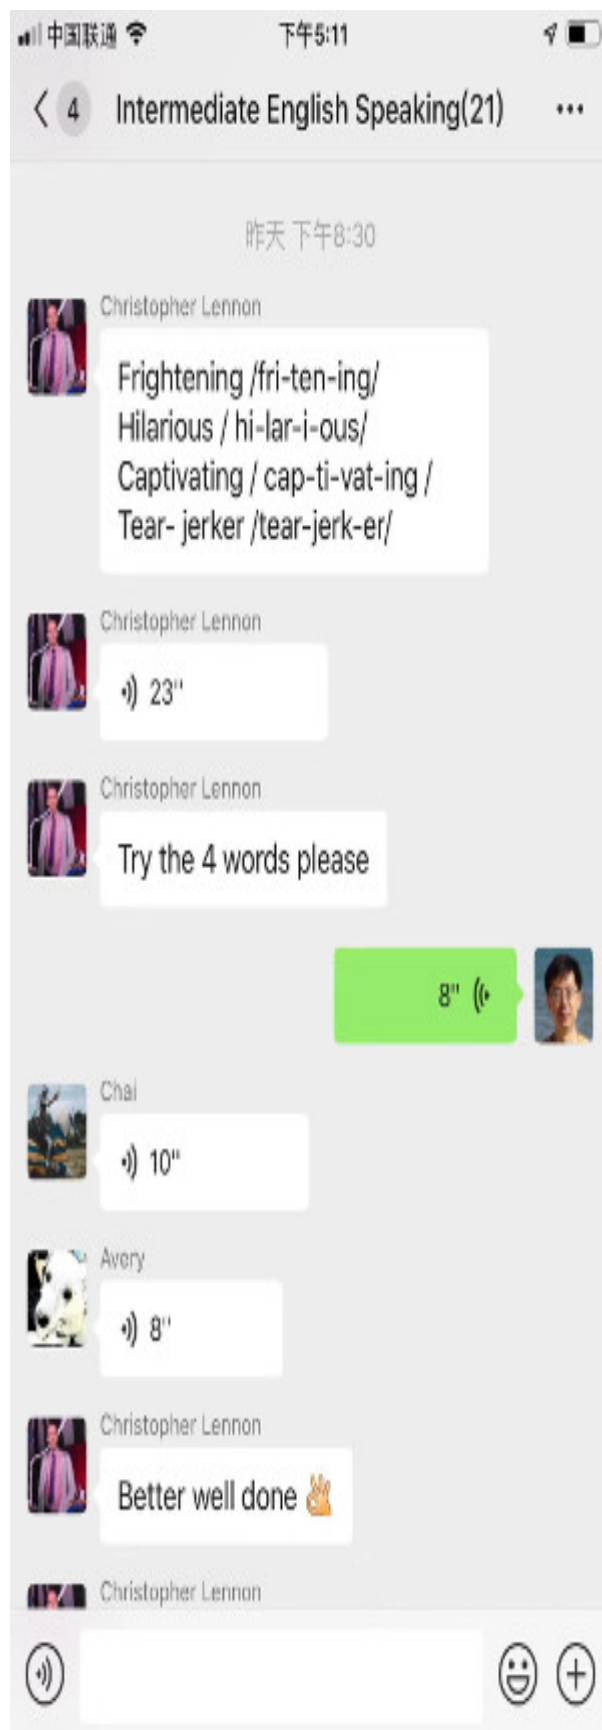 中国联通
下午5:11
4
Intermediate English Speaking(21)
昨天 下午8:30
Christopher Lennon
Frightening /fri-ten-ing/
Hilarious / hi-lar-i-ous/
Captivating / cap-ti-vat-ing /
Tear- jerker /tear-jerk-er/
Christopher Lennon
23"
Christopher Lennon
Try the 4 words please
8"
Chai
10"
Avery
8"
Christopher Lennon
Better well done 👌
Christopher Lennon